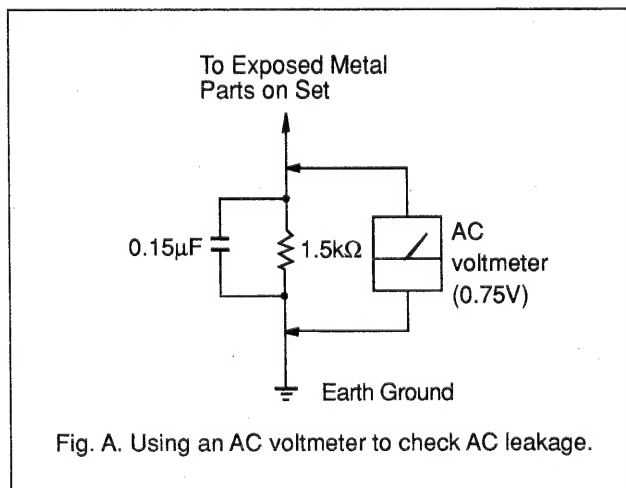 To Exposed Metal
Parts on Set
0.15µF
1.5kΩ
AC
voltmeter
(0.75V)
Earth Ground
Fig. A. Using an AC voltmeter to check AC leakage.